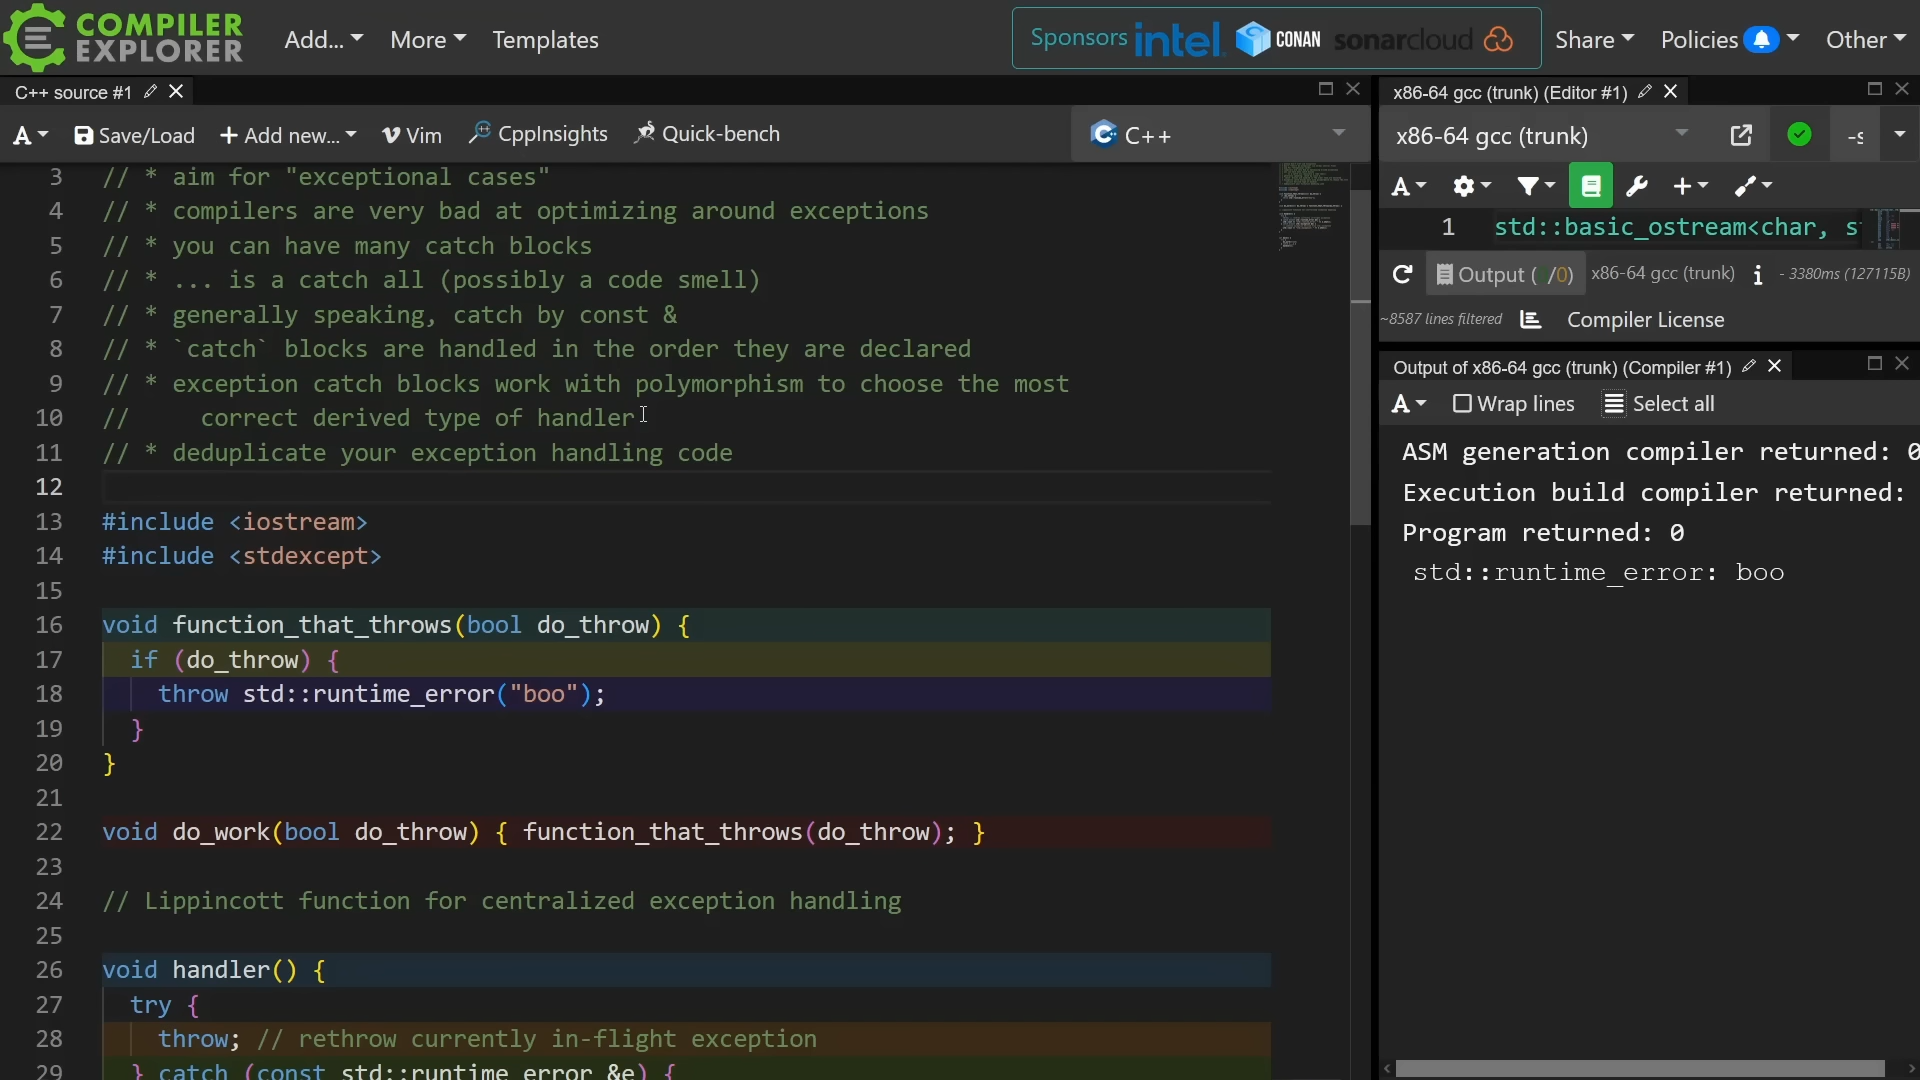 COMPILER
EXPLORER
Add...
More
Templates
Sponsors intel. CONAN sonarcloud
Share
Policies
Other
C++ source #1
A
Save/Load
Add new...
Vim
CppInsights
Quick-bench
C++
3 // * aim for "exceptional cases"
4 // * compilers are very bad at optimizing around exceptions
5 // * you can have many catch blocks
6 // * ... is a catch all (possibly a code smell)
7 // * generally speaking, catch by const &
8 // * `catch` blocks are handled in the order they are declared
9 // * exception catch blocks work with polymorphism to choose the most
10 //     correct derived type of handler
11 // * deduplicate your exception handling code
12
13 #include <iostream>
14 #include <stdexcept>
15
16 void function_that_throws(bool do_throw) {
17   if (do_throw) {
18     throw std::runtime_error("boo");
19   }
20 }
21
22 void do_work(bool do_throw) { function_that_throws(do_throw); }
23
24 // Lippincott function for centralized exception handling
25
26 void handler() {
27   try {
28     throw; // rethrow currently in-flight exception
29   } catch (const std::runtime_error &e) {
x86-64 gcc (trunk) (Editor #1)
x86-64 gcc (trunk)
-s
A
1 std::basic_ostream<char, s
Output ( /0) x86-64 gcc (trunk) i - 3380ms (127115B)
~8587 lines filtered
Compiler License
Output of x86-64 gcc (trunk) (Compiler #1)
A
Wrap lines
Select all
ASM generation compiler returned: 0
Execution build compiler returned:
Program returned: 0
std::runtime_error: boo